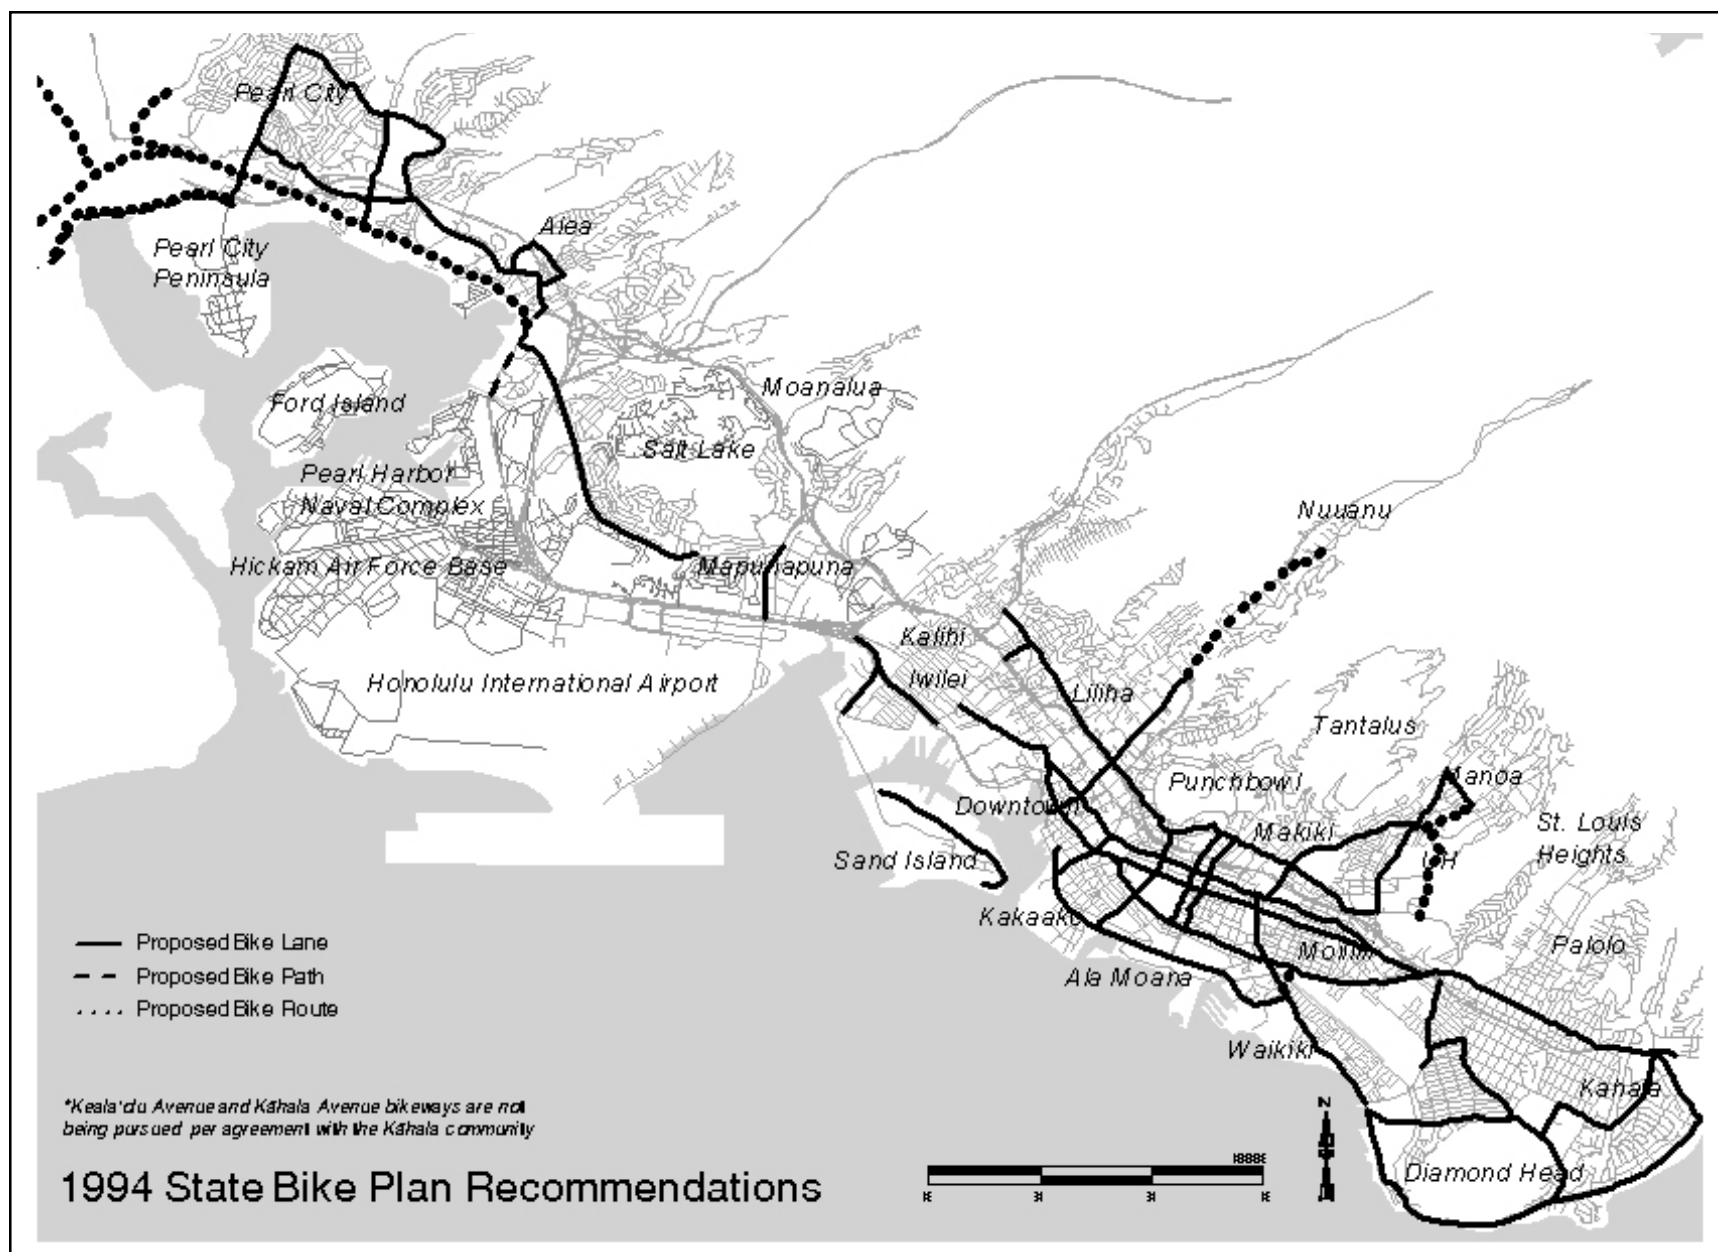 Pearl City
Aiea
Pearl City
Peninsula
Moanalua
Ford Island
Salt Lake
Pearl Harbor
Naval Complex
Nuuanu
Hickam Air Force Base
Mapunapuna
Kalihi
Iwilei
Honolulu International Airport
Liliha
Tantalus
Punchbowl
Manoa
Downtown
Makiki
St. Louis
Heights
Sand Island
UH
Kakaako
Proposed Bike Lane
Moiliili
Palolo
Proposed Bike Path
Ala Moana
Proposed Bike Route
Waikiki
Kahala
*Keala'olu Avenue and Kāhala Avenue bikeways are not
being pursued per agreement with the Kāhala community
N
Diamond Head
1994 State Bike Plan Recommendations